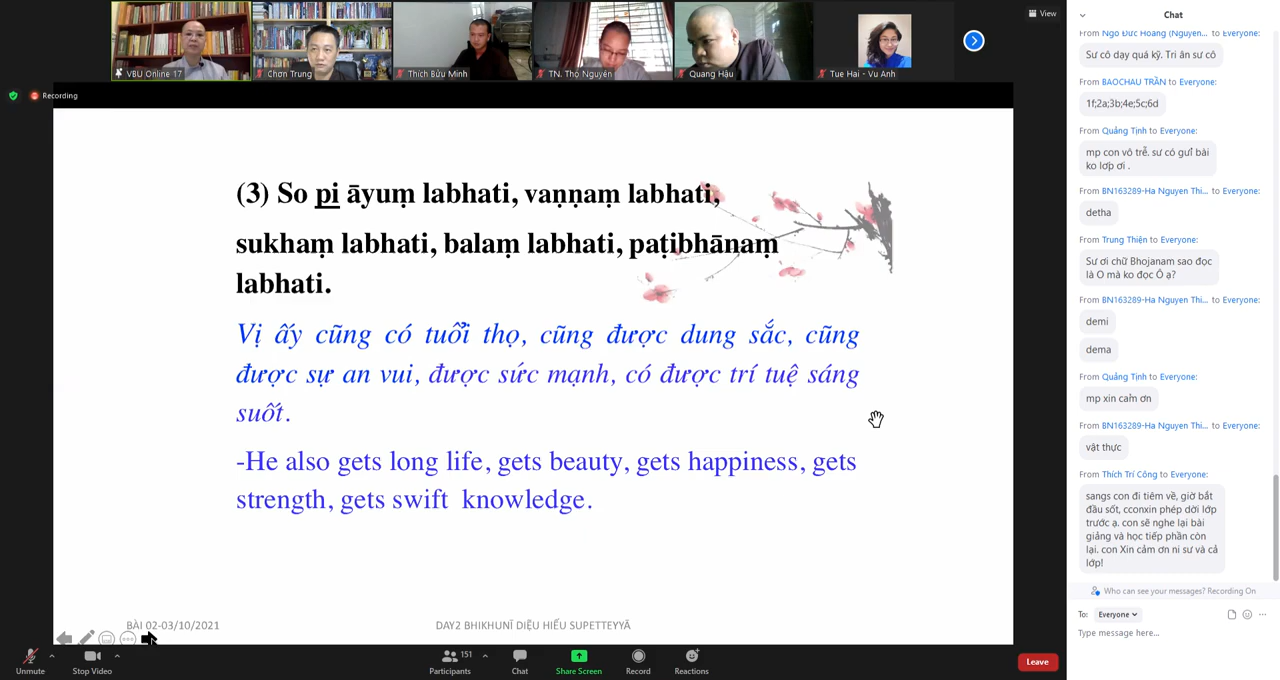 View
VBU Online 17
Chơn Trung
Thích Bửu Minh
TN. Thọ Nguyên
Quang Hậu
Tue Hai - Vu Anh
Recording
(3) So pi āyuṃ labhati, vaṇṇaṃ labhati,
sukhaṃ labhati, balaṃ labhati, paṭibhānaṃ
labhati.
Vị ấy cũng có tuổi thọ, cũng được dung sắc, cũng
được sự an vui, được sức mạnh, có được trí tuệ sáng
suốt.
-He also gets long life, gets beauty, gets happiness, gets
strength, gets swift knowledge.
BÀI 02-03/10/2021
DAY2 BHIKHUNĪ DIỆU HIẾU SUPETTEYYĀ
Unmute
Stop Video
Participants
151
Chat
Share Screen
Record
Reactions
Leave
Chat
From Ngô Đức Hoàng (Nguyên... to Everyone:
Sư cô dạy quá kỹ. Tri ân sư cô
From BAOCHAU TRẦN to Everyone:
1f;2a;3b;4e;5c;6d
From Quảng Tịnh to Everyone:
mp con vô trễ. sư có guỉ bài
ko lớp ơi .
From BN163289-Ha Nguyen Thi... to Everyone:
detha
From Trung Thiện to Everyone:
Sư ơi chữ Bhojanam sao đọc
là O mà ko đọc Ô ạ?
From BN163289-Ha Nguyen Thi... to Everyone:
demi
dema
From Quảng Tịnh to Everyone:
mp xin cảm ơn
From BN163289-Ha Nguyen Thi... to Everyone:
vật thực
From Thích Trí Công to Everyone:
sangs con đi tiêm về, giờ bắt
đầu sốt, cconxin phép dời lớp
trước ạ. con sẽ nghe lại bài
giảng và học tiếp phần còn
lại. con Xin cảm ơn ni sư và cả
lớp!
Who can see your messages? Recording On
To: Everyone
Type message here...